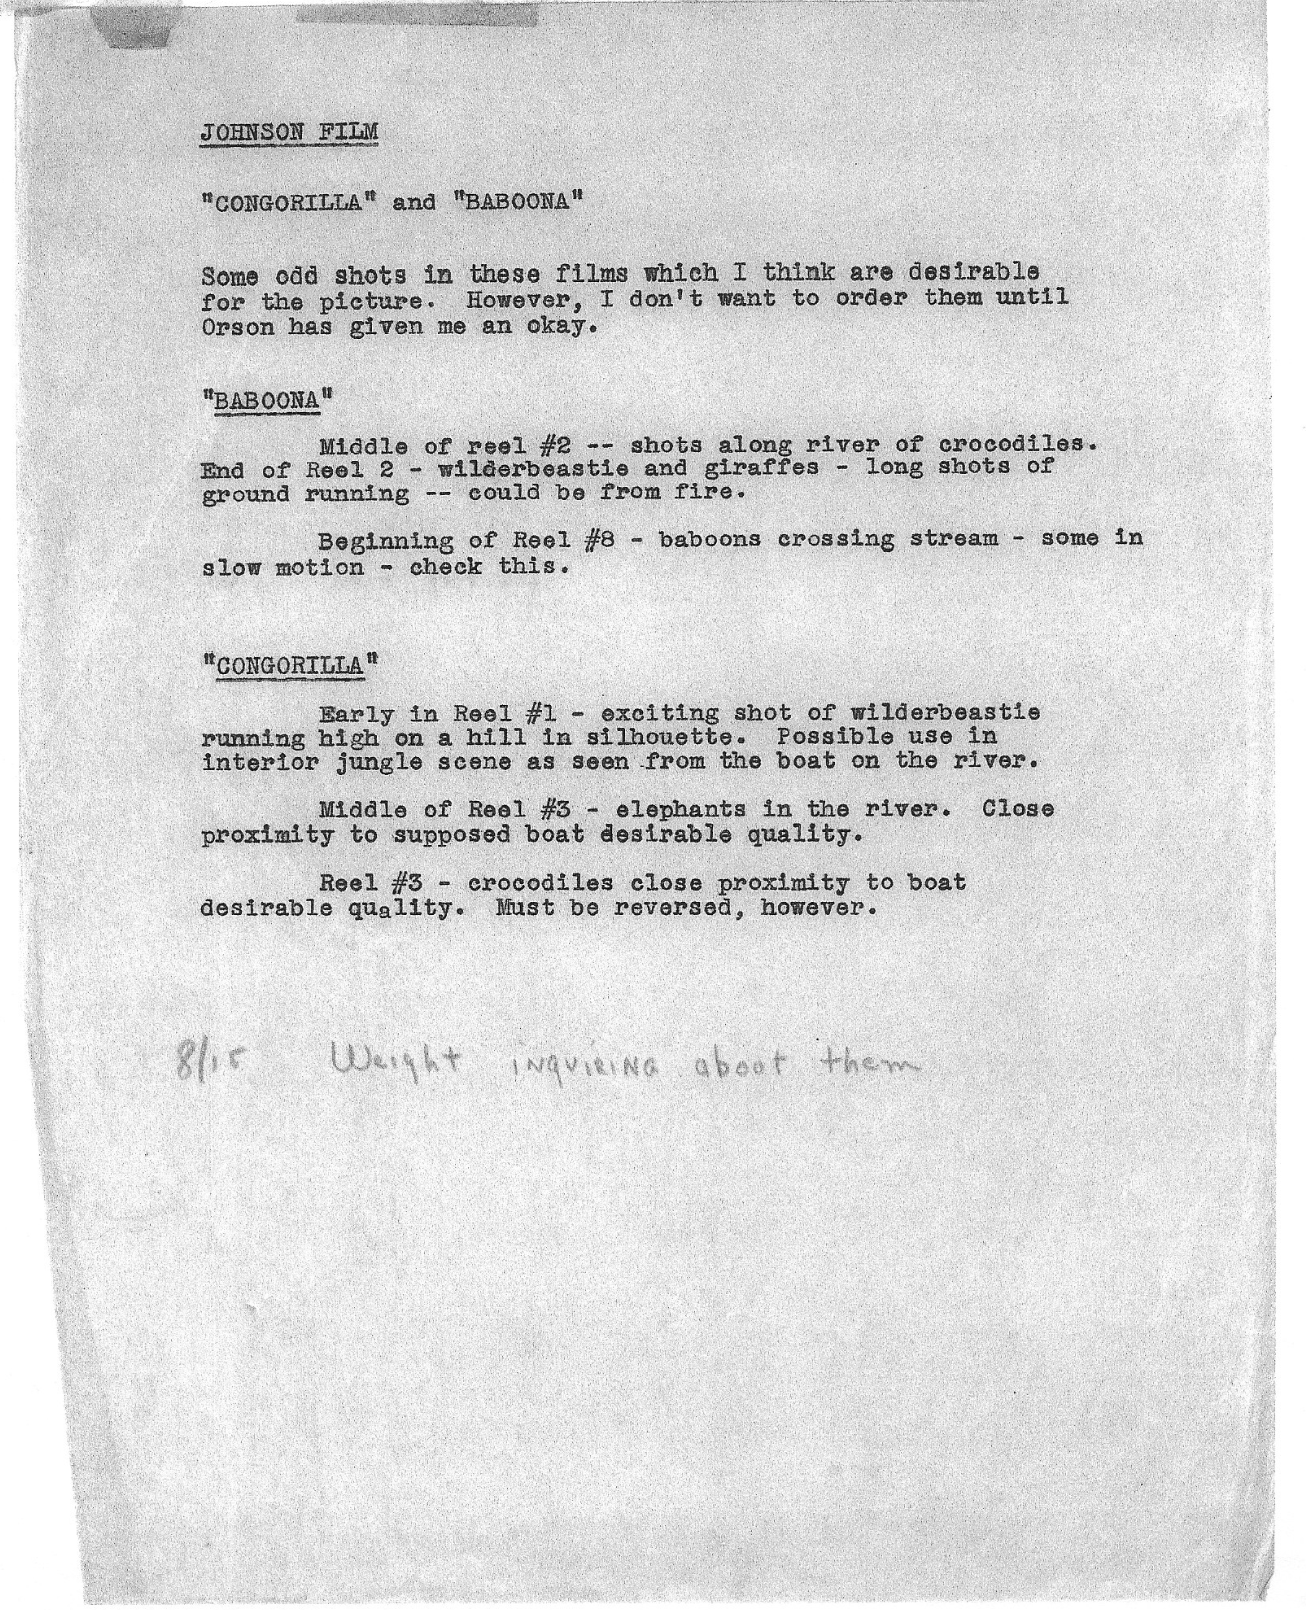 JOHNSON FILM
"CONGORILLA" and "BABOONA"
Some odd shots in these films which I think are desirable
for the picture.  However, I don't want to order them until
Orson has given me an okay.
"BABOONA"
Middle of reel #2 -- shots along river of crocodiles.
End of Reel 2 - wilderbeastie and giraffes - long shots of
ground running -- could be from fire.
Beginning of Reel #8 - baboons crossing stream - some in
slow motion - check this.
"CONGORILLA"
Early in Reel #1 - exciting shot of wilderbeastie
running high on a hill in silhouette.  Possible use in
interior jungle scene as seen from the boat on the river.
Middle of Reel #3 - elephants in the river.  Close
proximity to supposed boat desirable quality.
Reel #3 - crocodiles close proximity to boat
desirable quality.  Must be reversed, however.
8/15 Weight inquiring about them